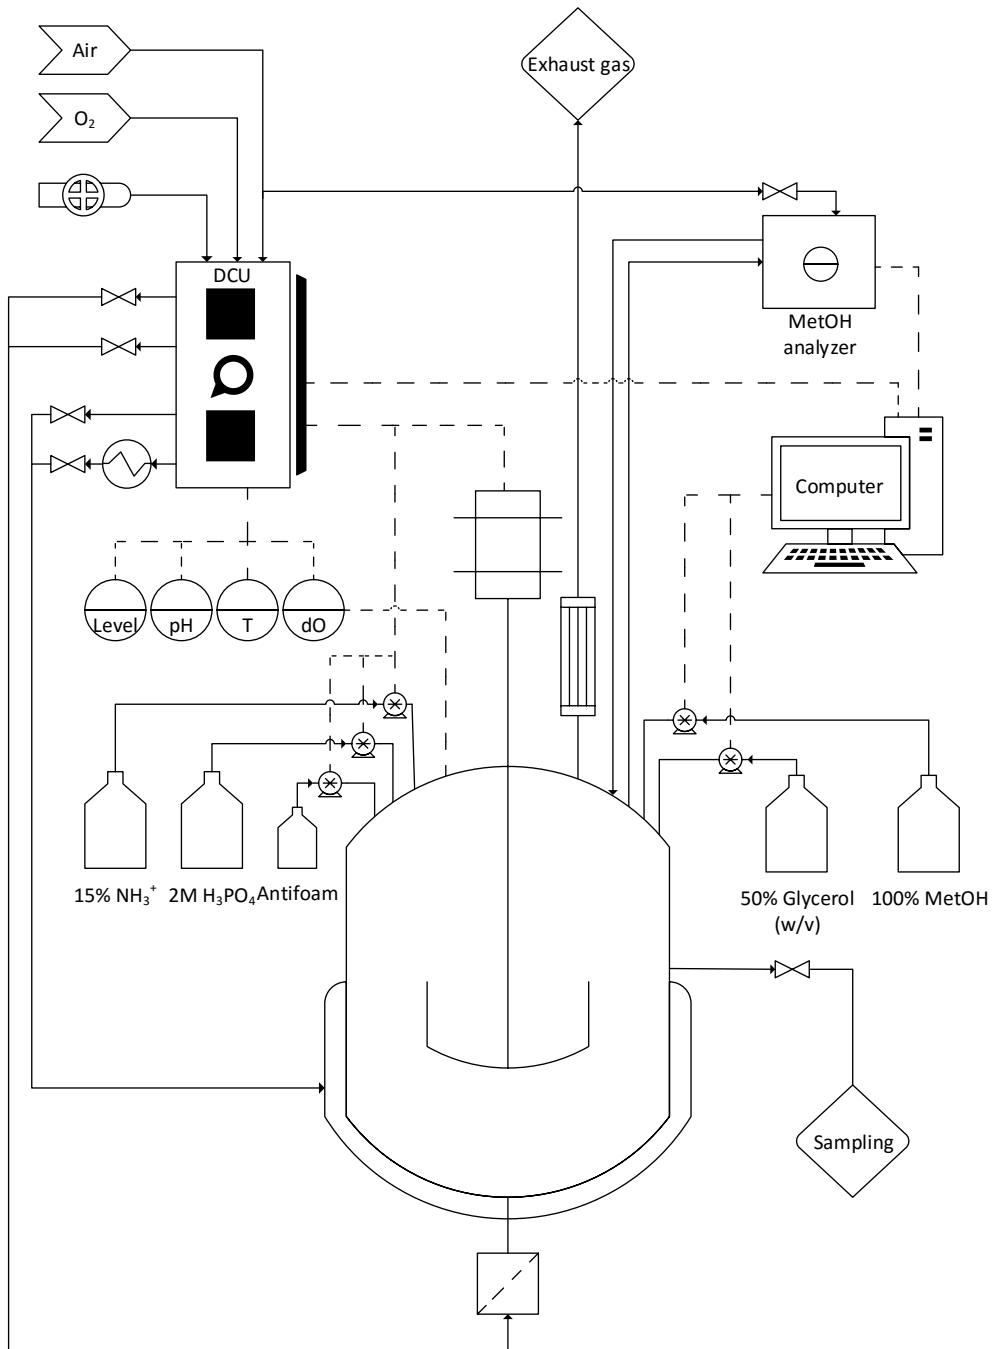 Air
Exhaust gas
O₂
DCU
MetOH
analyzer
Computer
Level
pH
T
dO
15% NH₃⁺
2M H₃PO₄
Antifoam
50% Glycerol
(w/v)
100% MetOH
Sampling